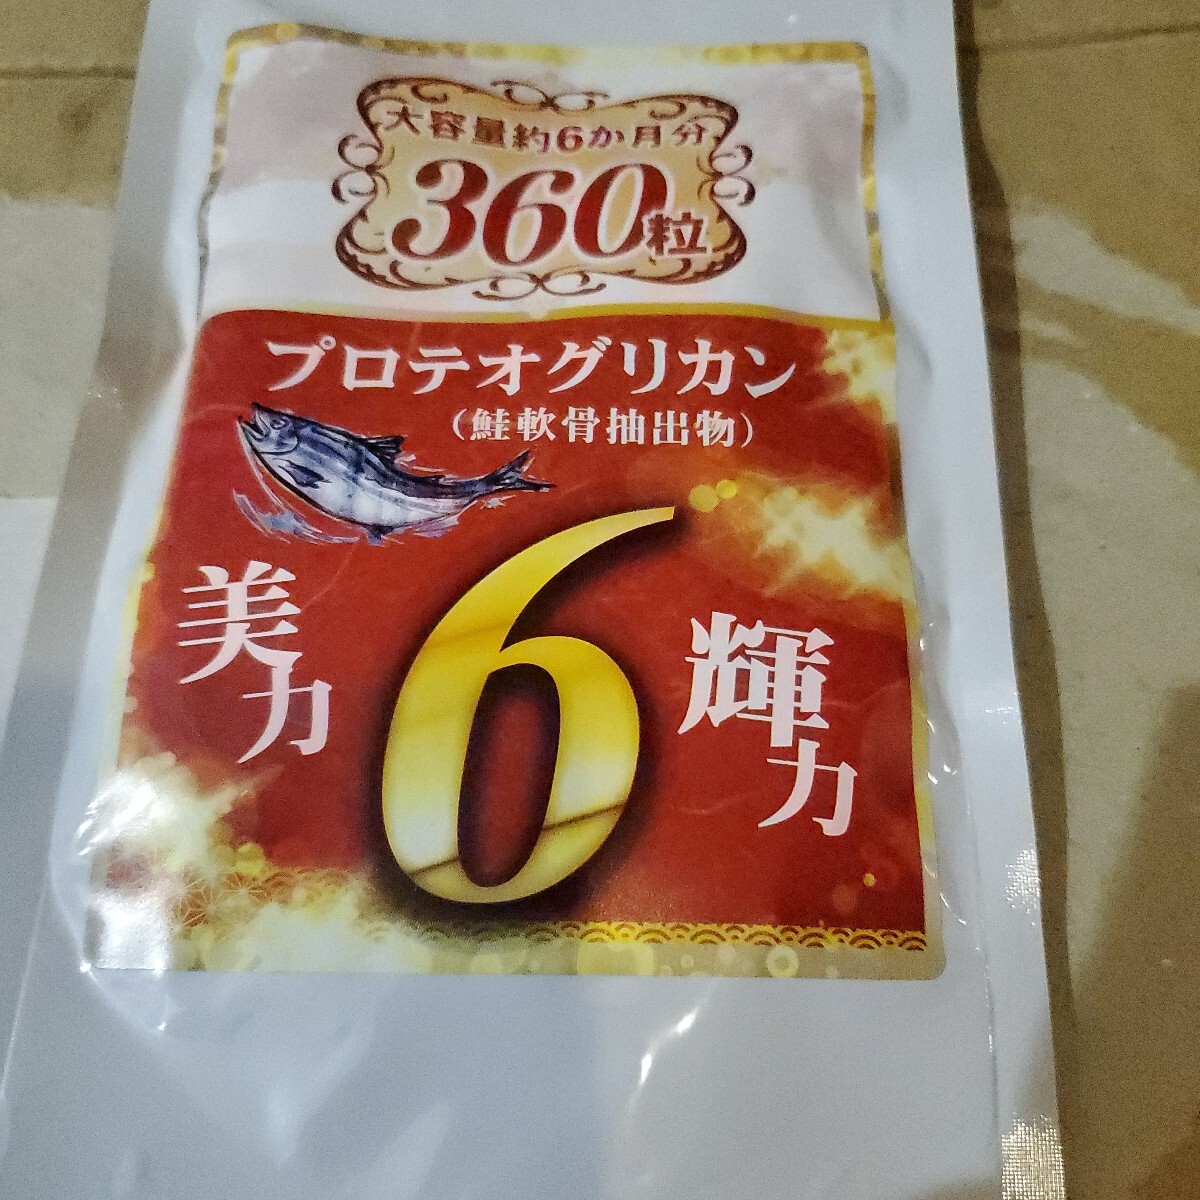 大容量約6か月分
360粒
プロテオグリカン
（鮭軟骨抽出物）
美力
6
輝力